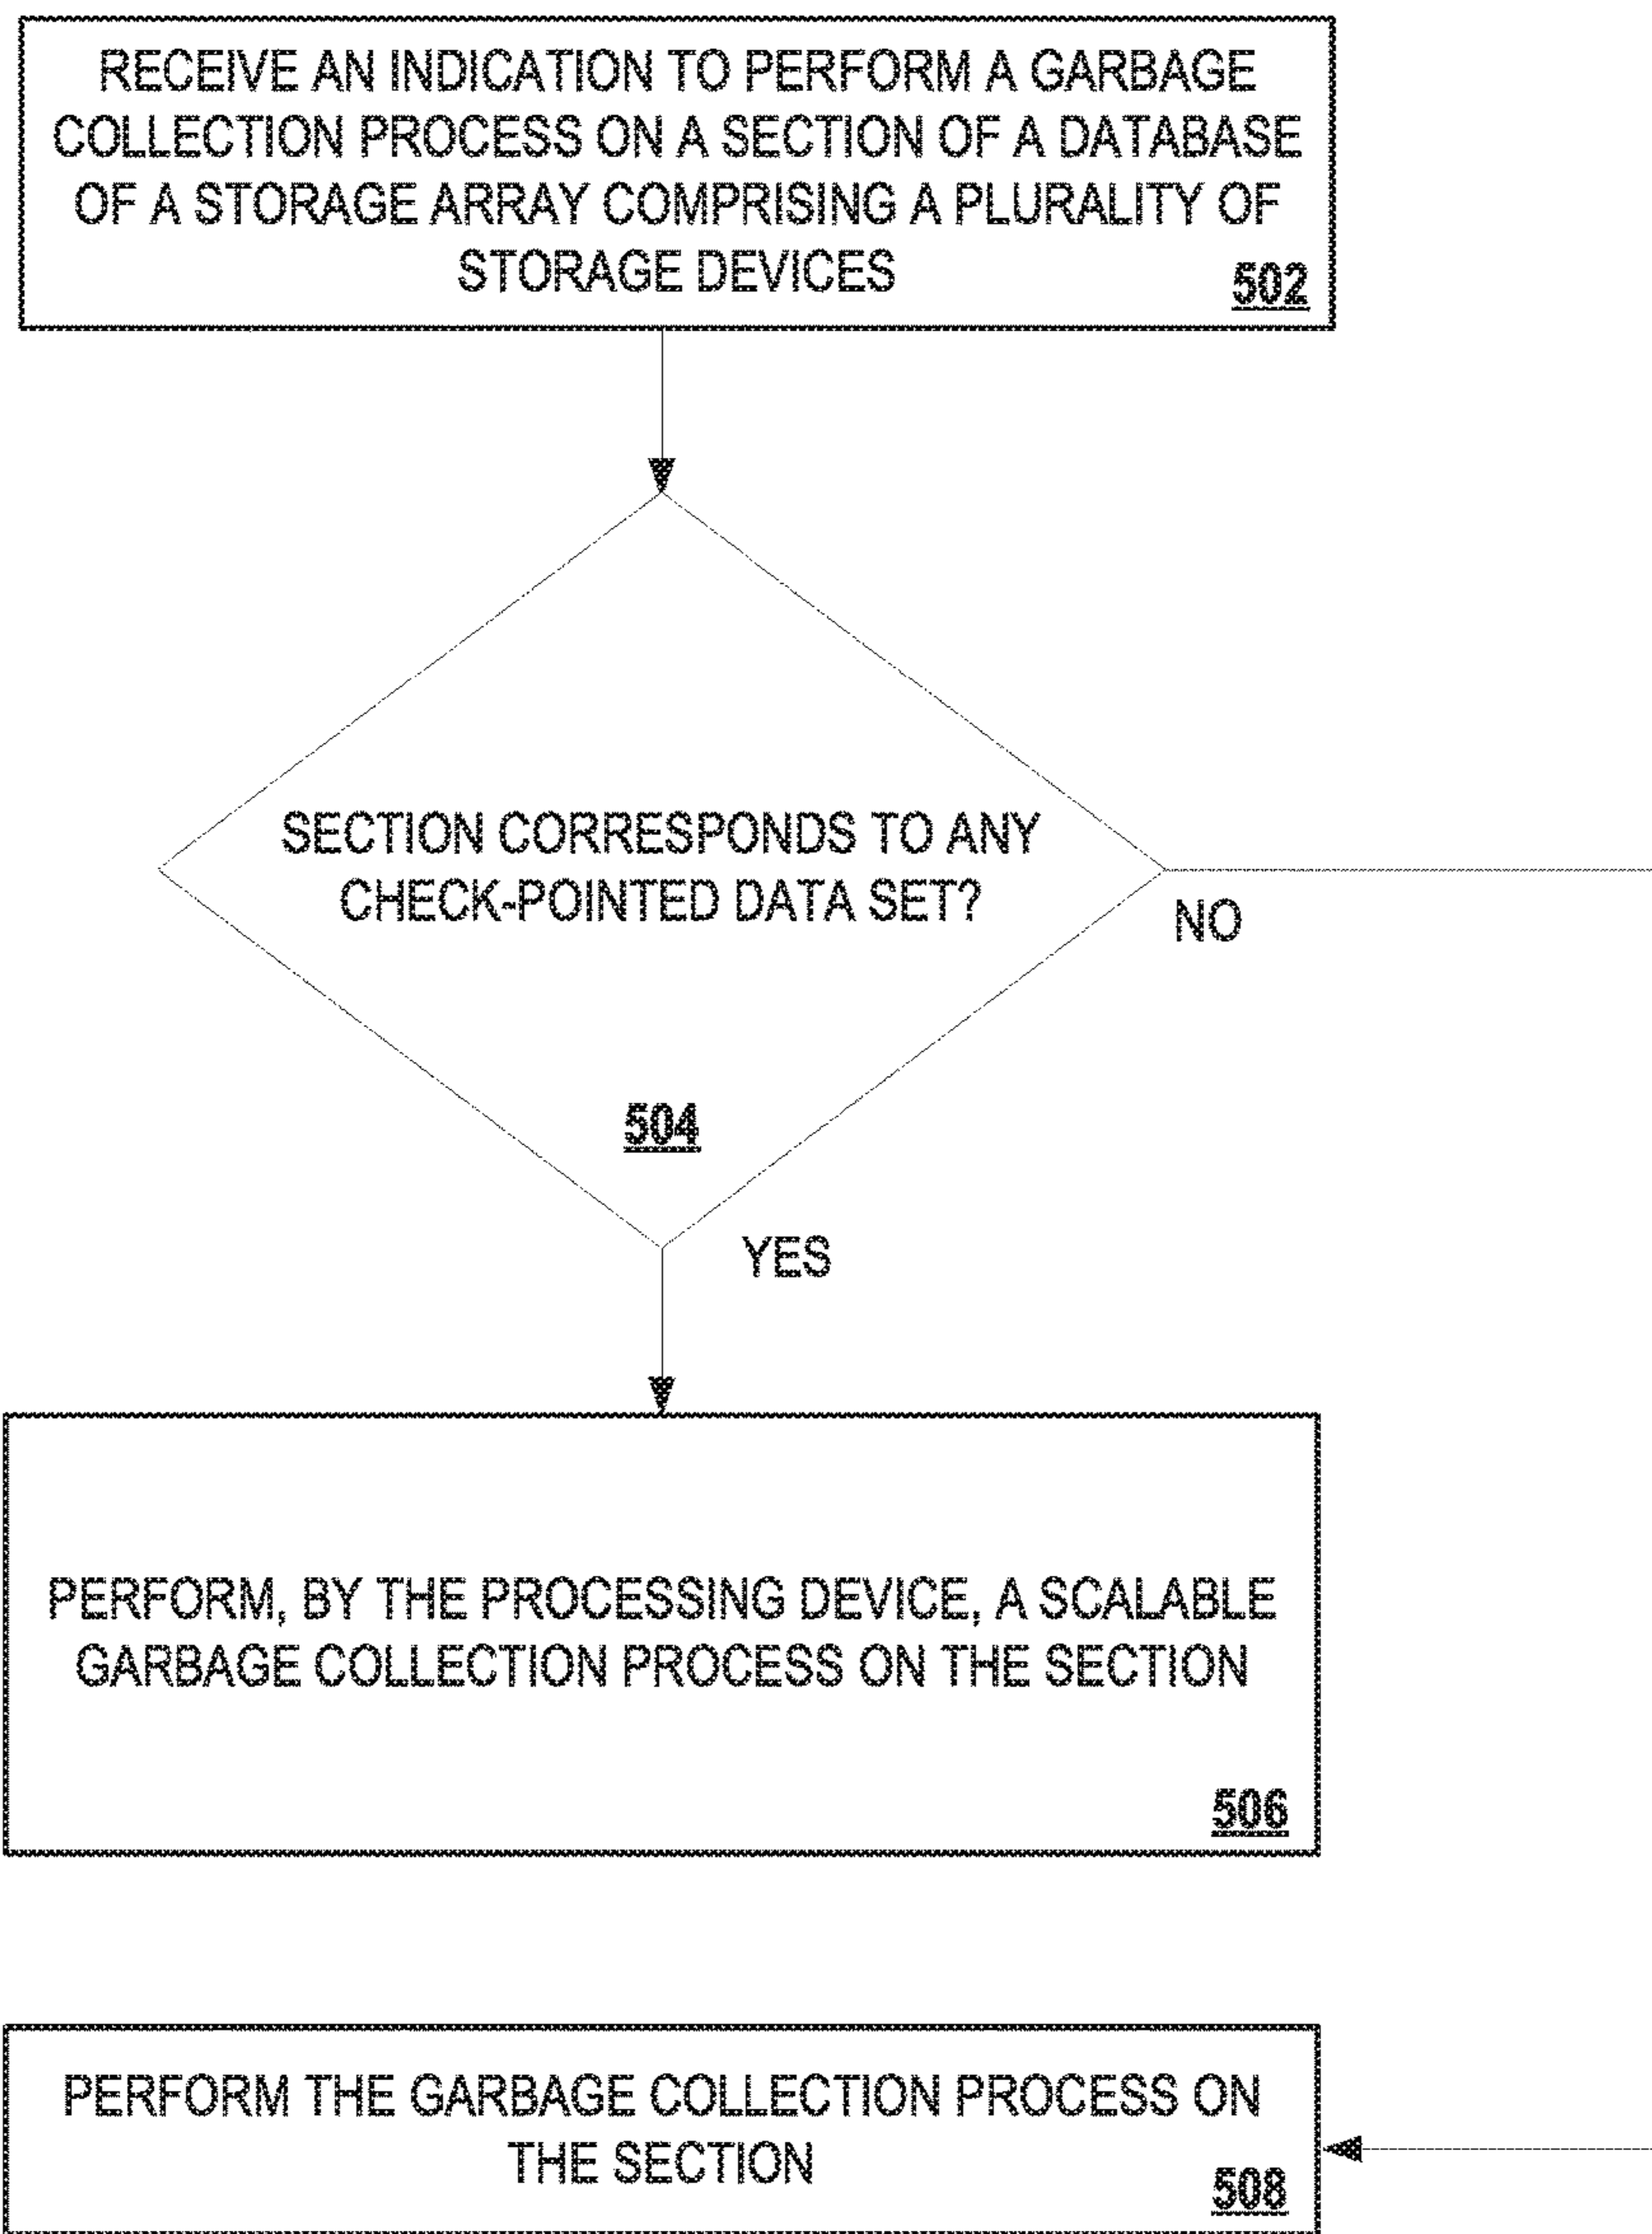 RECEIVE AN INDICATION TO PERFORM A GARBAGE
COLLECTION PROCESS ON A SECTION OF A DATABASE
OF A STORAGE ARRAY COMPRISING A PLURALITY OF
STORAGE DEVICES
502
SECTION CORRESPONDS TO ANY
CHECK-POINTED DATA SET?
NO
504
YES
PERFORM, BY THE PROCESSING DEVICE, A SCALABLE
GARBAGE COLLECTION PROCESS ON THE SECTION
506
PERFORM THE GARBAGE COLLECTION PROCESS ON
THE SECTION
508